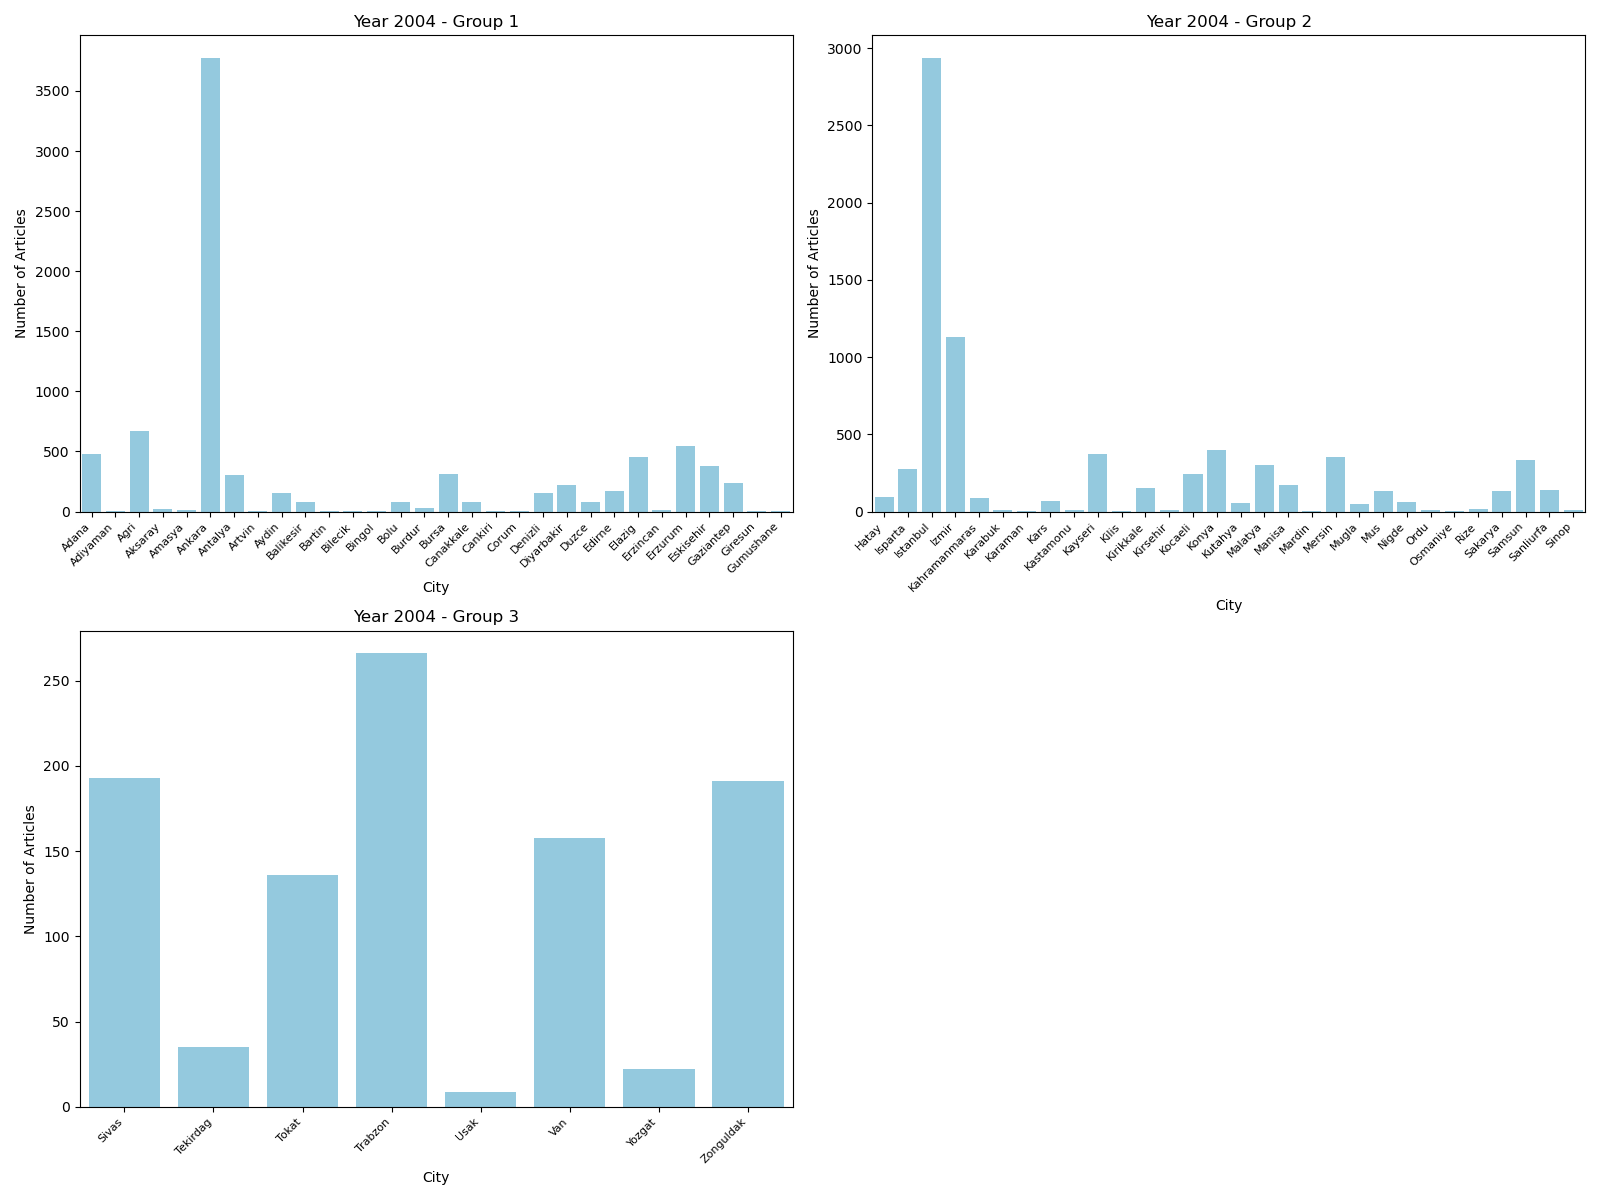 Year 2004 - Group 1
3500
3000
2500
2000
1500
1000
500
0
Number of Articles
Adana
Adiyaman
Agri
Aksaray
Amasya
Ankara
Antalya
Artvin
Aydin
Balikesir
Bartin
Bilecik
Bingol
Bolu
Burdur
Bursa
Canakkale
Cankiri
Corum
Denizli
Diyarbakir
Duzce
Edirne
Elazig
Erzincan
Erzurum
Eskisehir
Gaziantep
Giresun
Gumushane
City
Year 2004 - Group 2
3000
2500
2000
1500
1000
500
0
Number of Articles
Hatay
Isparta
Istanbul
Izmir
Kahramanmaras
Karabuk
Karaman
Kars
Kastamonu
Kayseri
Kilis
Kirikkale
Kirsehir
Kocaeli
Konya
Kutahya
Malatya
Manisa
Mardin
Mersin
Mugla
Mus
Nigde
Ordu
Osmaniye
Rize
Sakarya
Samsun
Sanliurfa
Sinop
City
Year 2004 - Group 3
250
200
150
100
50
0
Number of Articles
Sivas
Tekirdag
Tokat
Trabzon
Usak
Van
Yozgat
Zonguldak
City